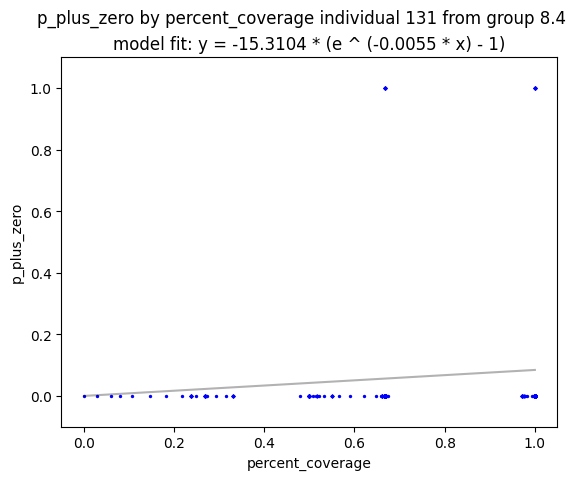 p_plus_zero by percent_coverage individual 131 from group 8.4
model fit: y = -15.3104 * (e ^ (-0.0055 * x) - 1)
1.0
0.8
0.6
0.4
0.2
0.0
p_plus_zero
0.0 0.2 0.4 0.6 0.8 1.0
percent_coverage